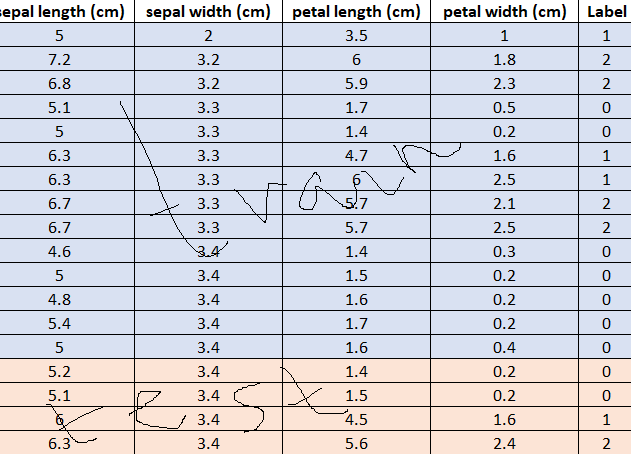 sepal length (cm) sepal width (cm) petal length (cm) petal width (cm) Label
5 2 3.5 1 1
7.2 3.2 6 1.8 2
6.8 3.2 5.9 2.3 2
5.1 3.3 1.7 0.5 0
5 3.3 1.4 0.2 0
6.3 3.3 4.7 1.6 1
6.3 3.3 6 2.5 1
6.7 3.3 5.7 2.1 2
6.7 3.3 5.7 2.5 2
4.6 3.4 1.4 0.3 0
5 3.4 1.5 0.2 0
4.8 3.4 1.6 0.2 0
5.4 3.4 1.7 0.2 0
5 3.4 1.6 0.4 0
5.2 3.4 1.4 0.2 0
5.1 3.4 1.5 0.2 0
test
6 3.4 4.5 1.6 1
6.3 3.4 5.6 2.4 2